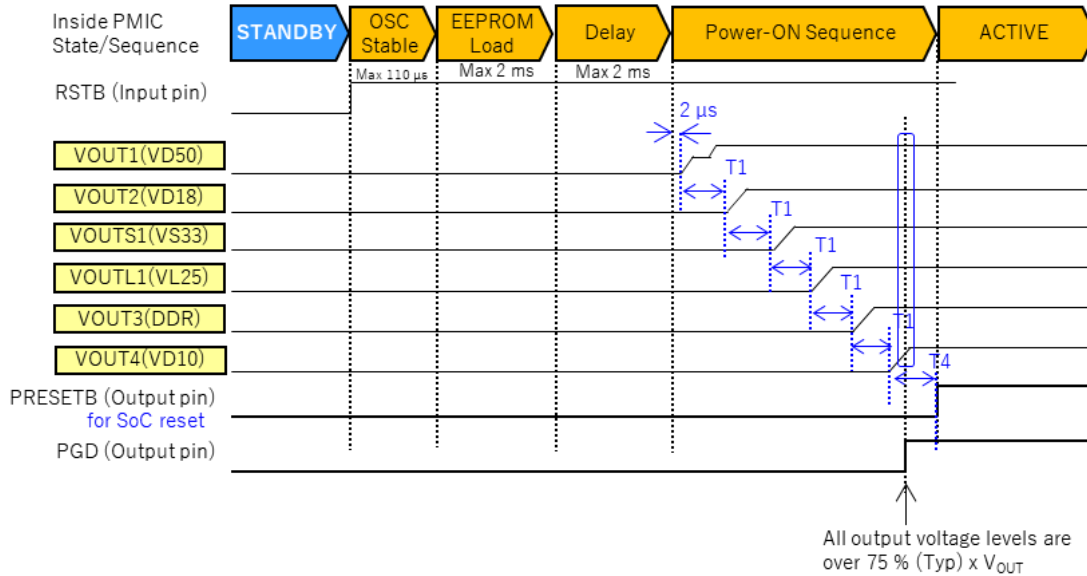 Inside PMIC
State/Sequence
STANDBY
OSC
Stable
EEPROM
Load
Delay
Power-ON Sequence
ACTIVE
Max 110 µs
Max 2 ms
Max 2 ms
RSTB (Input pin)
2 µs
VOUT1(VD50)
T1
VOUT2(VD18)
T1
VOUTS1(VS33)
T1
VOUTL1(VL25)
T1
VOUT3(DDR)
T1
VOUT4(VD10)
T4
PRESETB (Output pin)
for SoC reset
PGD (Output pin)
All output voltage levels are
over 75 % (Typ) x VOUT